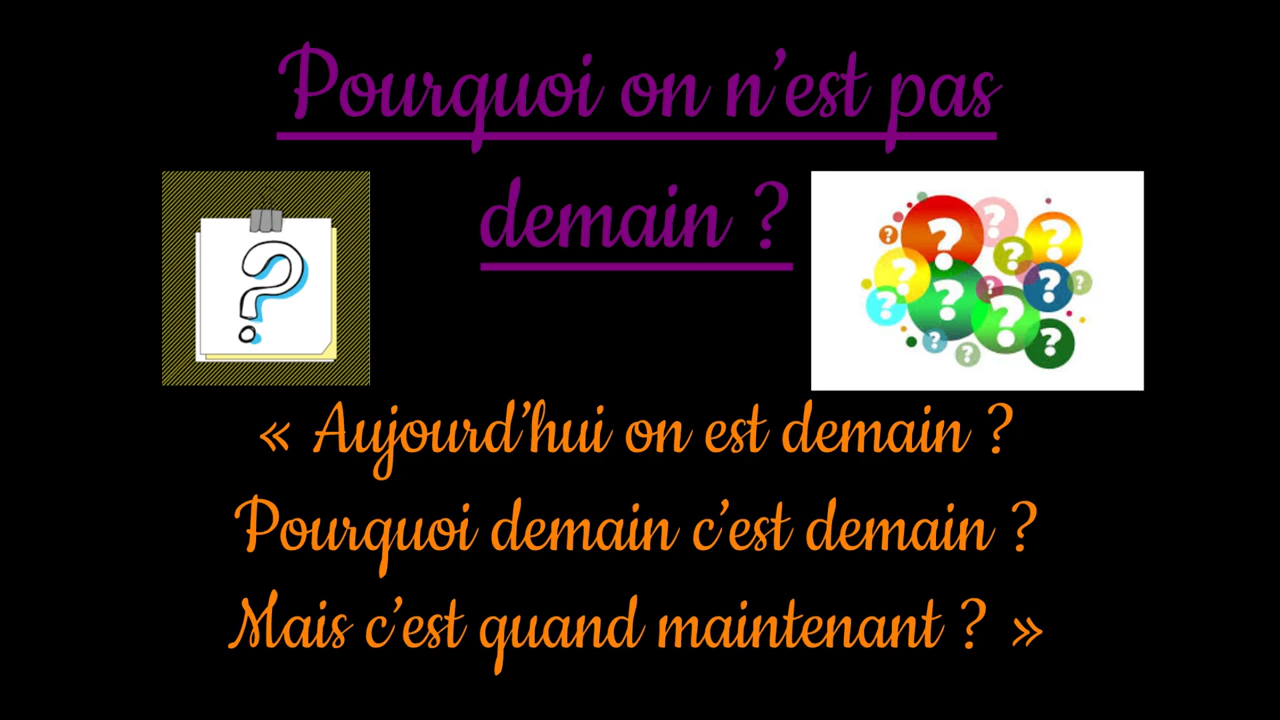 Pourquoi on n'est pas
demain ?
« Aujourd'hui on est demain ?
Pourquoi demain c'est demain ?
Mais c'est quand maintenant ? »